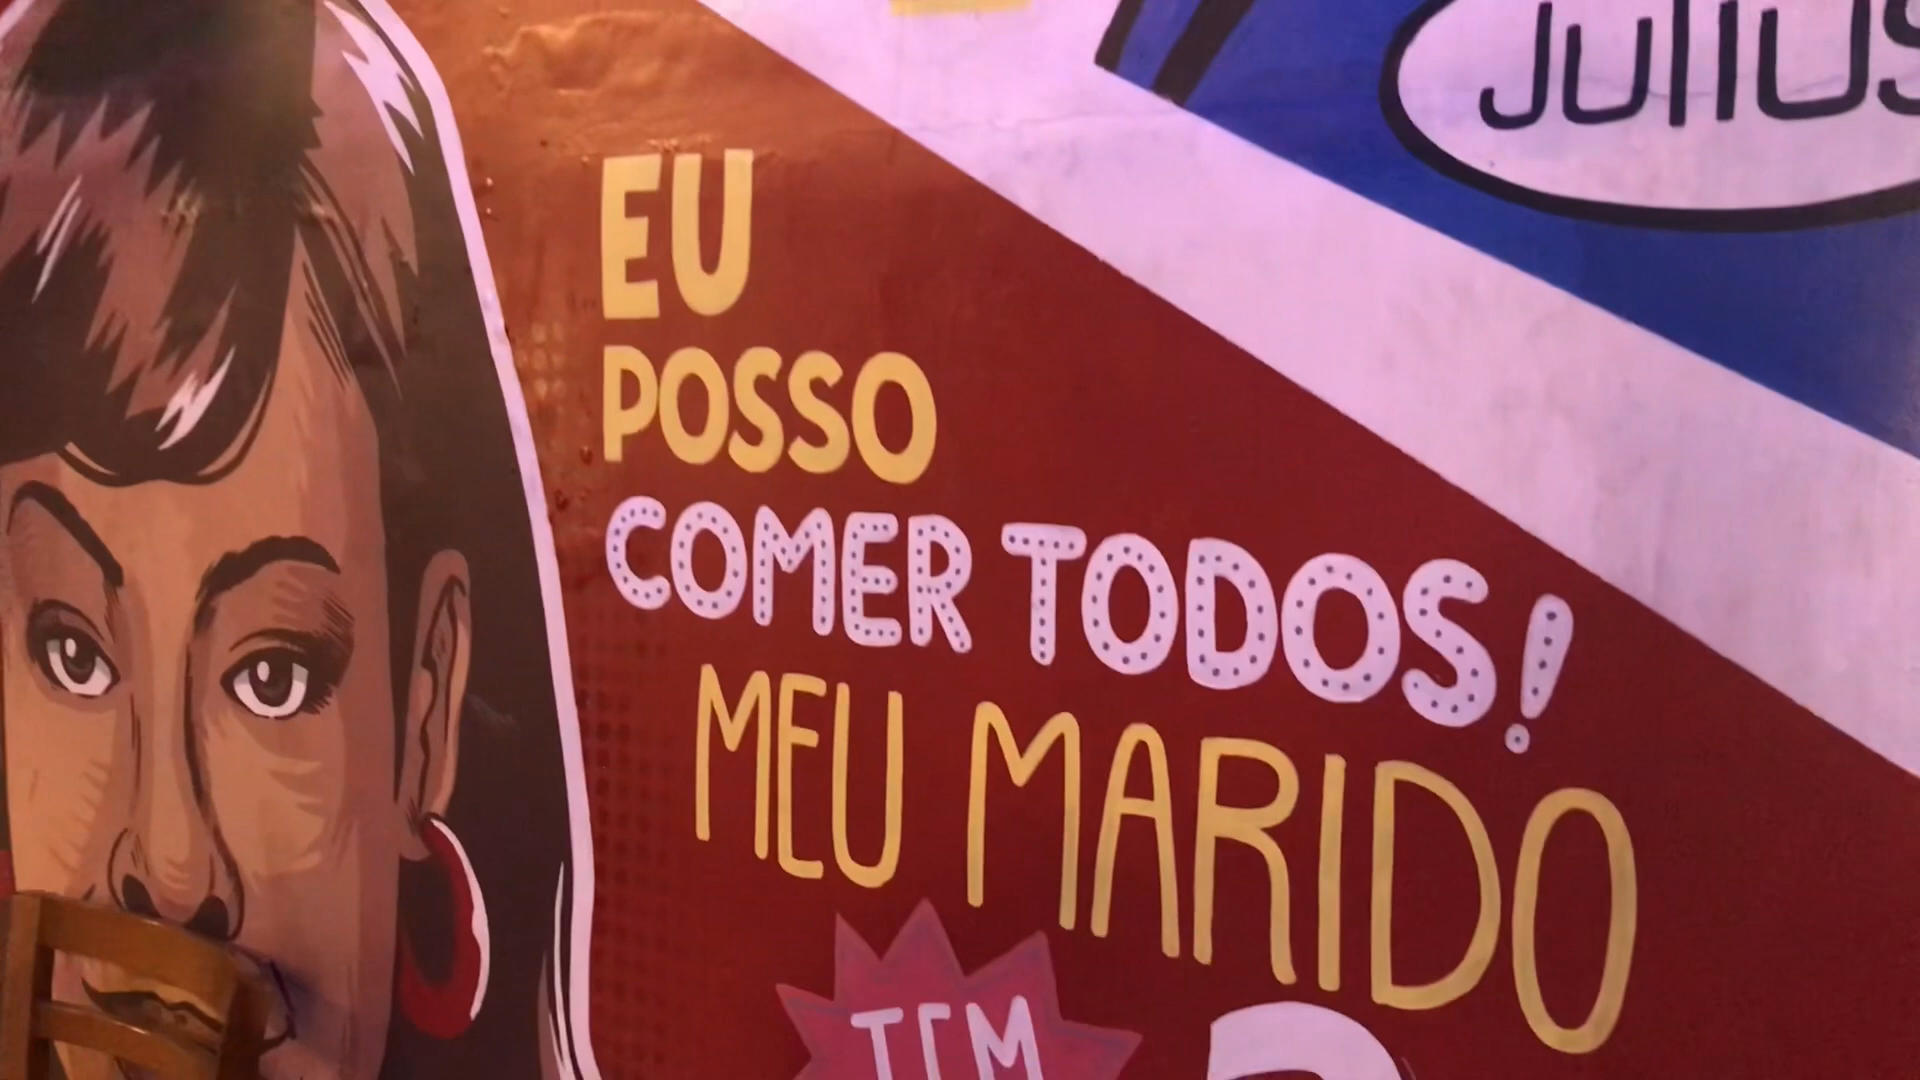 Julius
EU
POSSO
COMER TODOS!
MEU MARIDO
TEM